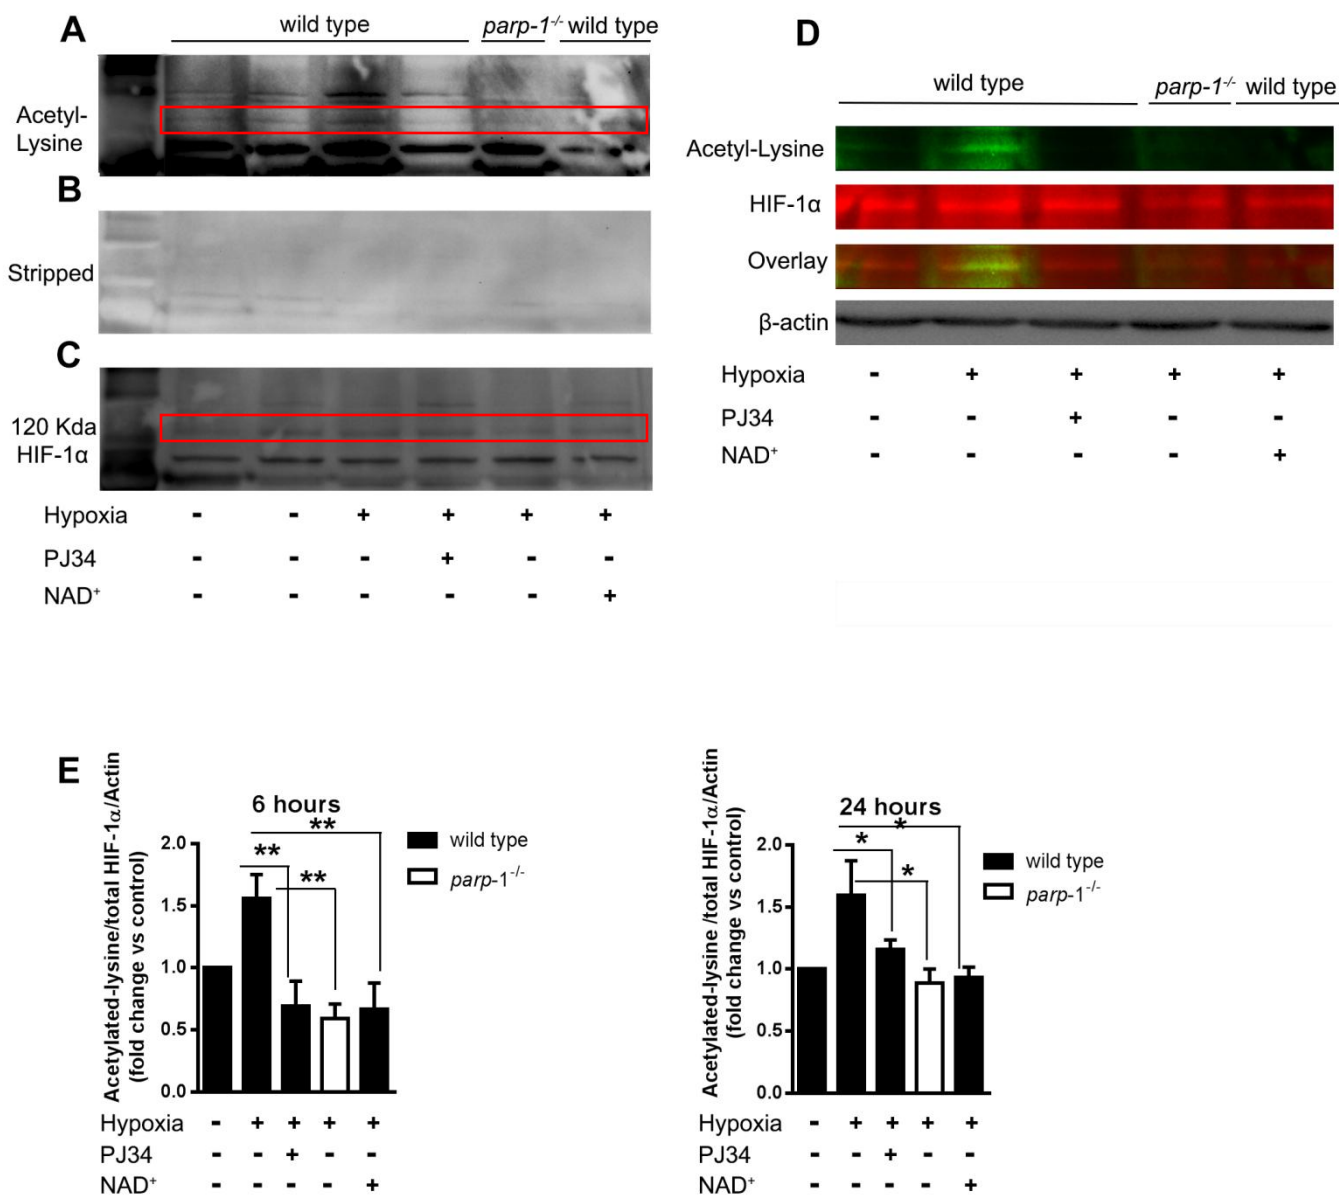 A
wild type parp-1-/- wild type
Acetyl-
Lysine
B
Stripped
C
120 Kda
HIF-1α
Hypoxia - - + + + +
PJ34 - - - + - -
NAD+ - - - - - +
D
wild type parp-1-/- wild type
Acetyl-Lysine
HIF-1α
Overlay
β-actin
Hypoxia - + + + +
PJ34 - - + - -
NAD+ - - - - +
E
Acetylated-lysine/total HIF-1α/Actin
(fold change vs control)
6 hours
**
**
**
2.0
1.5
1.0
0.5
0.0
wild type
parp-1-/-
Hypoxia - + + + +
PJ34 - - + - -
NAD+ - - - - +
Acetylated-lysine /total HIF-1α/Actin
(fold change vs control)
24 hours
*
*
*
2.0
1.5
1.0
0.5
0.0
wild type
parp-1-/-
Hypoxia - + + + +
PJ34 - - + - -
NAD+ - - - - +